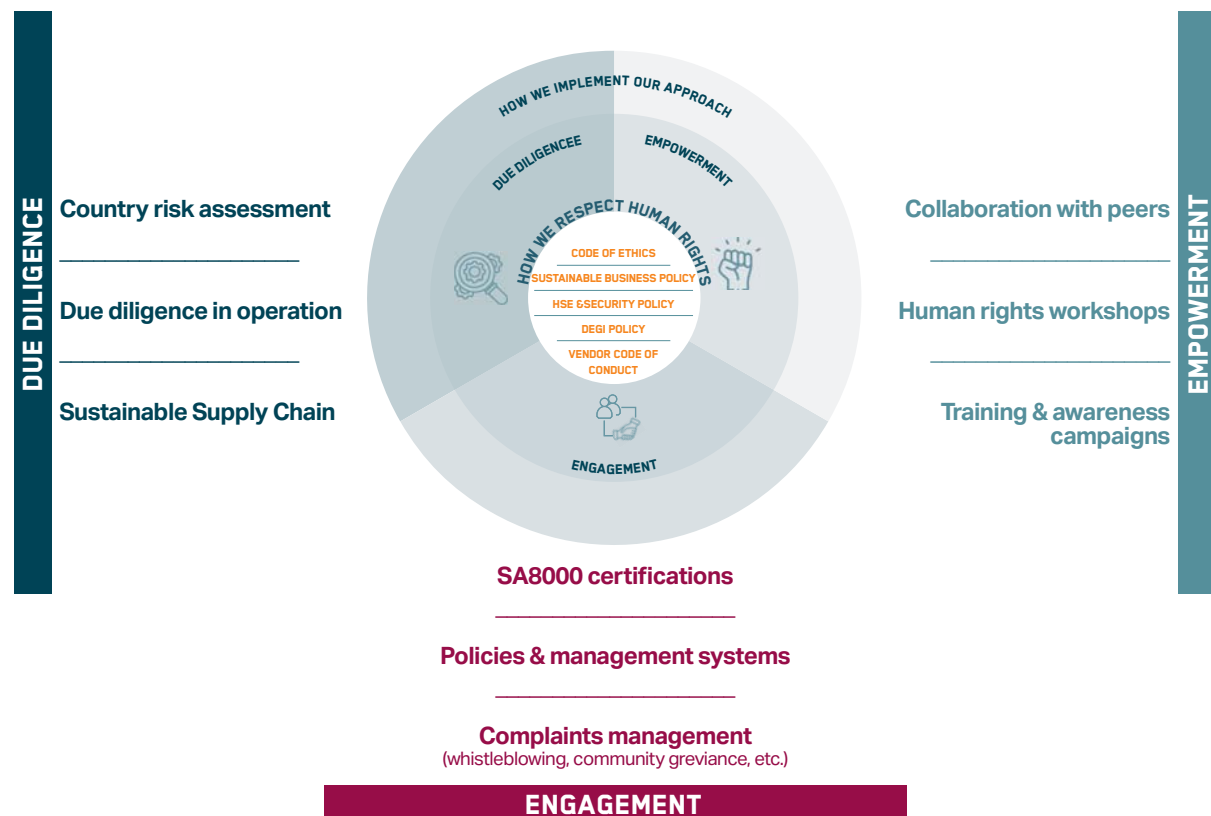 HOW WE IMPLEMENT OUR APPROACH
DUE DILIGENCEE
EMPOWERMENT
HOW WE RESPECT HUMAN RIGHTS
CODE OF ETHICS
SUSTAINABLE BUSINESS POLICY
HSE &SECURITY POLICY
DEGI POLICY
VENDOR CODE OF
CONDUCT
ENGAGEMENT
DUE DILIGENCE
Country risk assessment
Due diligence in operation
Sustainable Supply Chain
EMPOWERMENT
Collaboration with peers
Human rights workshops
Training & awareness
campaigns
SA8000 certifications
Policies & management systems
Complaints management
(whistleblowing, community greviance, etc.)
ENGAGEMENT